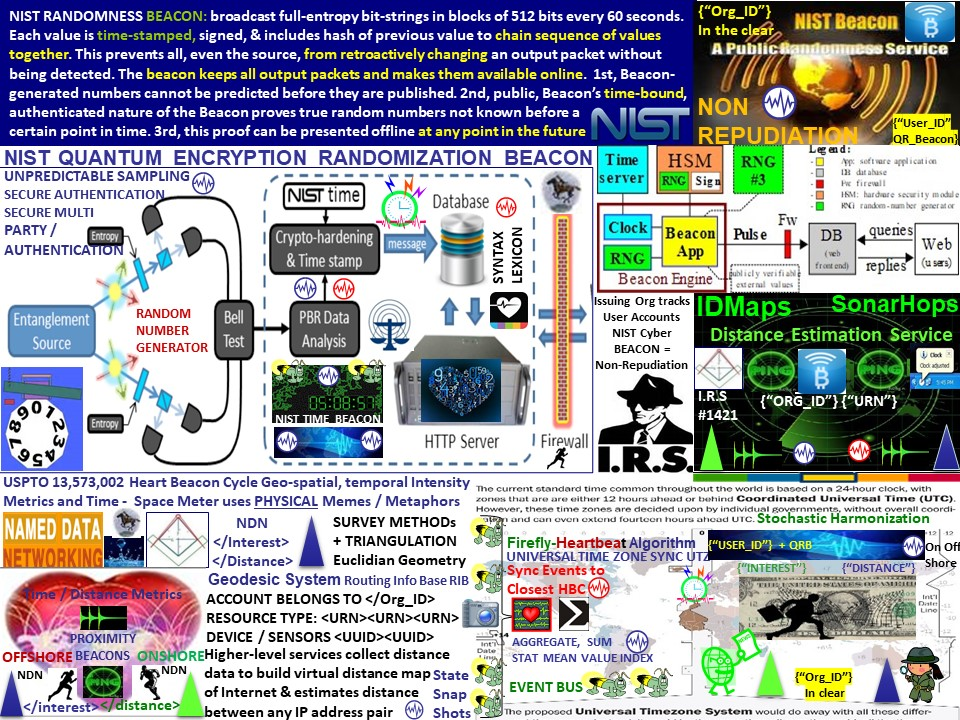 NIST RANDOMNESS BEACON: broadcast full-entropy bit-strings in blocks of 512 bits every 60 seconds.
Each value is time-stamped, signed, & includes hash of previous value to chain sequence of values
together. This prevents all, even the source, from retroactively changing an output packet without
being detected. The beacon keeps all output packets and makes them available online. 1st, Beacon-
generated numbers cannot be predicted before they are published. 2nd, public, Beacon's time-bound,
authenticated nature of the Beacon proves true random numbers not known before a
certain point in time. 3rd, this proof can be presented offline at any point in the future
NIST
{"Org_ID"}
In the clear
NIST Beacon
A Public Randomness Service
NON
REPUDIATION
{"User_ID"
QR_Beacon}
NIST QUANTUM ENCRYPTION RANDOMIZATION BEACON
UNPREDICTABLE SAMPLING
SECURE AUTHENTICATION
SECURE MULTI
PARTY /
AUTHENTICATION
Entropy
Entanglement
Source
RANDOM
NUMBER
GENERATOR
Entropy
Bell
Test
NIST time
Crypto-hardening
& Time stamp
PBR Data
Analysis
message
Database
SYNTAX
LEXICON
05:08:57
NIST TIME BEACON
HTTP Server
Firewall
Time
server
HSM
RNG
Sign
RNG
#3
Legend:
App: software application
DB: database
Fw: firewall
HSM: hardware security module
RNG: random-number generator
Clock
RNG
Beacon
App
Beacon Engine
Pulse
Fw
DB
(web
frontend)
queries
replies
Web
(users)
publicly verifiable
external values
Issuing Org tracks
User Accounts
NIST Cyber
BEACON =
Non-Repudiation
I.R.S.
IDMaps SonarHops
Distance Estimation Service
PING
PING
Clock
Clock adjusted
I.R.S
#1421
{"ORG_ID"} {"URN"}
USPTO 13,573,002 Heart Beacon Cycle Geo-spatial, temporal Intensity
Metrics and Time - Space Meter uses PHYSICAL Memes / Metaphors
NAMED DATA
NETWORKING
NDN
</Interest>
</Distance>
SURVEY METHODs
+ TRIANGULATION
Euclidian Geometry
Geodesic System Routing Info Base RIB
ACCOUNT BELONGS TO </Org_ID>
RESOURCE TYPE: <URN><URN><URN>
DEVICE / SENSORS <UUID><UUID>
Higher-level services collect distance
data to build virtual distance map
of Internet & estimates distance
between any IP address pair
State
Snap
Shots
Time / Distance Metrics
PROXIMITY
BEACONS
OFFSHORE
ONSHORE
NDN
NDN
PING
</interest>
</distance>
The current standard time common throughout the world is based on a 24-hour clock, with
zones that are are either 12 hours ahead or behind Coordinated Universal Time (UTC).
However, these time zones are decided upon by individual governments, without overall coordi-
nation and can even extend fourteen hours ahead UTC.
Stochastic Harmonization
Firefly-Heartbeat Algorithm
UNIVERSALTIME ZONE SYNC UTZ
Sync Events to
Closest HBC
AGGREGATE, SUM
STAT MEAN VALUE INDEX
EVENT BUS
{"USER_ID"} + QRB
On Off
Shore
{"INTEREST"}
{"DISTANCE"}
Int'l
Date
Line
{"Org_ID"}
In clear
The proposed Universal Timezone System would do away with all these differ-